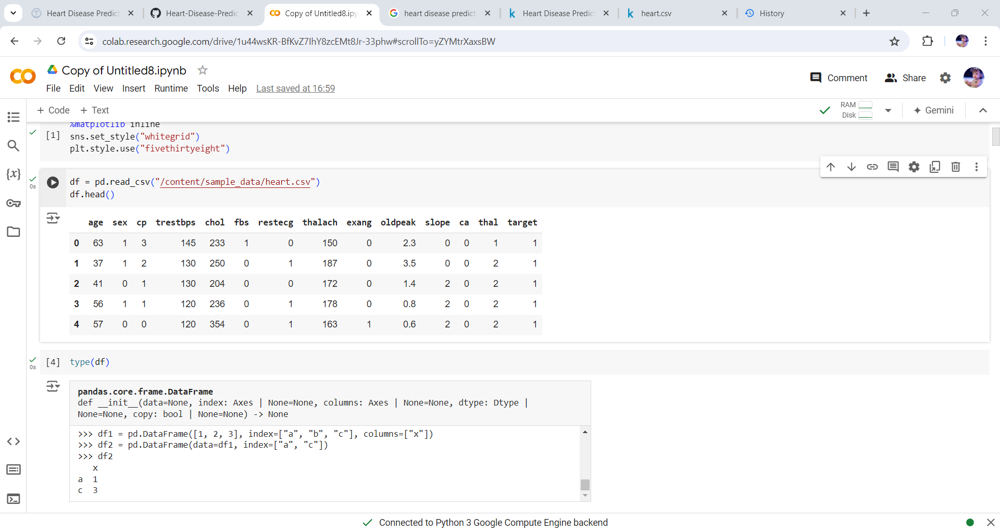 Heart Disease Predict
Heart-Disease-Predic
Copy of Untitled8.ipy
heart disease predict
Heart Disease Predic
heart.csv
History
colab.research.google.com/drive/1u44wsKR-BfKvZ7IhY8zcEMt8Jr-33phw#scrollTo=yZYMtrXaxsBW
Copy of Untitled8.ipynb
Comment
Share
File Edit View Insert Runtime Tools Help Last saved at 16:59
+ Code + Text
RAM
Disk
Gemini
%matplotlib inline
[1] sns.set_style("whitegrid")
plt.style.use("fivethirtyeight")
df = pd.read_csv("/content/sample_data/heart.csv")
0s
df.head()
age sex cp trestbps chol fbs restecg thalach exang oldpeak slope ca thal target
0 63 1 3 145 233 1 0 150 0 2.3 0 0 1 1
1 37 1 2 130 250 0 1 187 0 3.5 0 0 2 1
2 41 0 1 130 204 0 0 172 0 1.4 2 0 2 1
3 56 1 1 120 236 0 1 178 0 0.8 2 0 2 1
4 57 0 0 120 354 0 1 163 1 0.6 2 0 2 1
[4] type(df)
0s
pandas.core.frame.DataFrame
def __init__(data=None, index: Axes | None=None, columns: Axes | None=None, dtype: Dtype |
None=None, copy: bool | None=None) -> None
>>> df1 = pd.DataFrame([1, 2, 3], index=["a", "b", "c"], columns=["x"])
>>> df2 = pd.DataFrame(data=df1, index=["a", "c"])
>>> df2
x
a 1
c 3
Connected to Python 3 Google Compute Engine backend